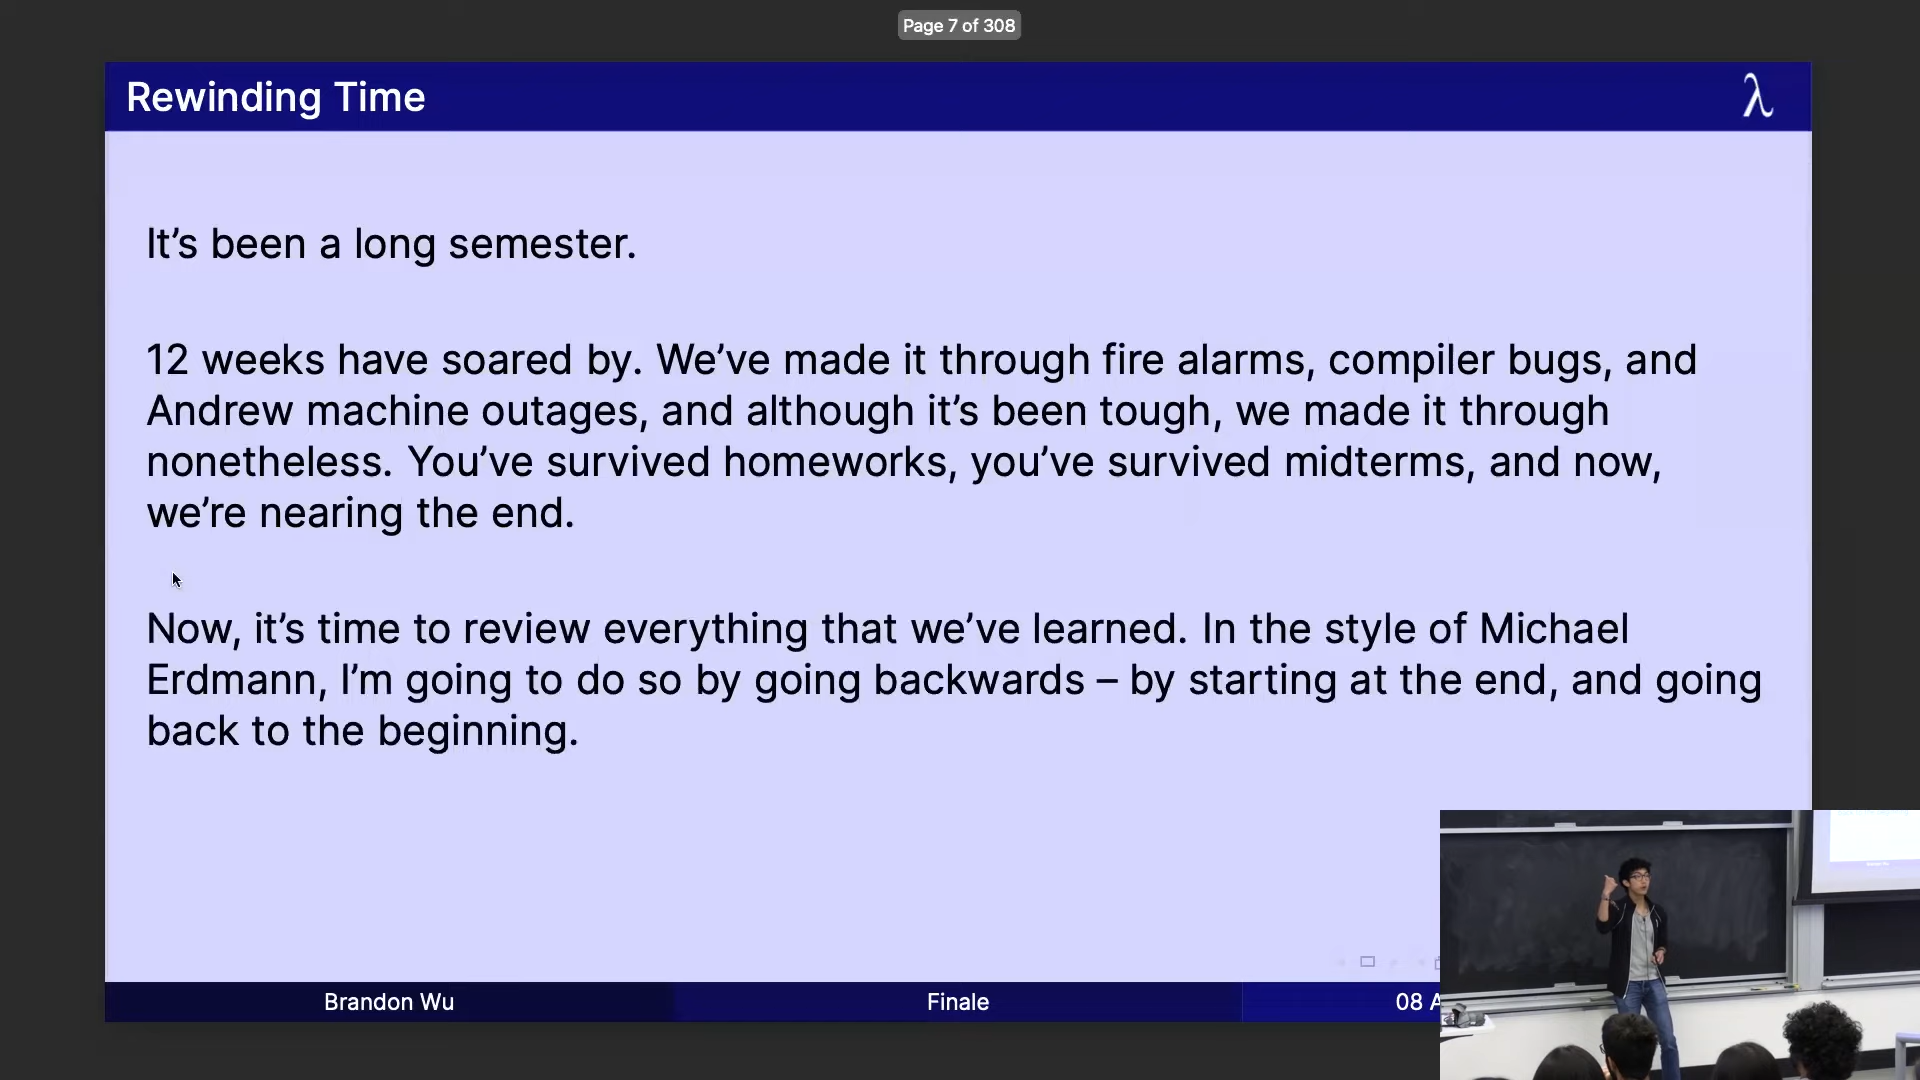 Page 7 of 308
Rewinding Time
λ
It’s been a long semester.
12 weeks have soared by. We’ve made it through fire alarms, compiler bugs, and
Andrew machine outages, and although it’s been tough, we made it through
nonetheless. You’ve survived homeworks, you’ve survived midterms, and now,
we’re nearing the end.
Now, it’s time to review everything that we’ve learned. In the style of Michael
Erdmann, I’m going to do so by going backwards – by starting at the end, and going
back to the beginning.
Brandon Wu
Finale
08 A